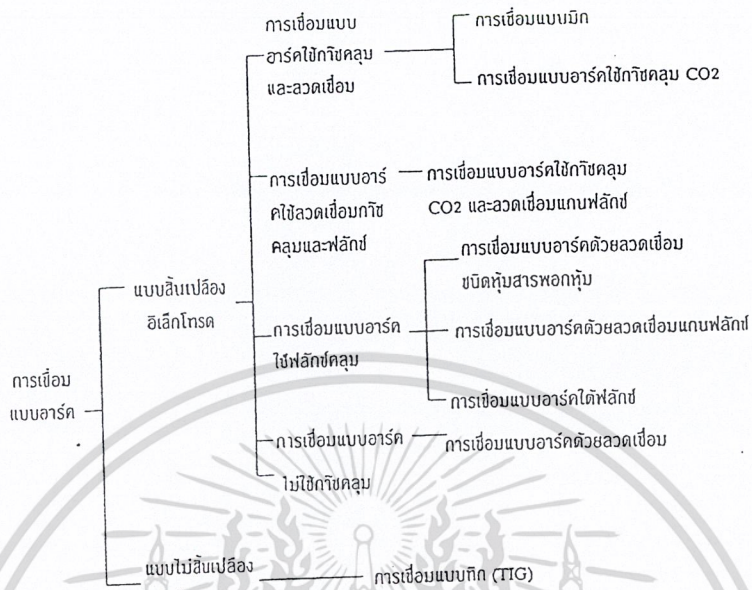 การเชื่อมแบบ
อาร์คใช้ก๊าซคลุม
และลวดเชื่อม
การเชื่อมแบบมิก
การเชื่อมแบบอาร์คใช้ก๊าซคลุม CO2
การเชื่อมแบบอาร์
คใช้ลวดเชื่อมก๊าซ
คลุมและฟลักซ์
การเชื่อมแบบอาร์คใช้ก๊าซคลุม
CO2 และลวดเชื่อมแกนฟลักซ์
แบบสิ้นเปลือง
อิเล็กโทรด
การเชื่อมแบบอาร์ค
ใช้ฟลักซ์คลุม
การเชื่อมแบบอาร์คด้วยลวดเชื่อม
ชนิดหุ้มสารพอกหุ้ม
การเชื่อมแบบอาร์คด้วยลวดเชื่อมแกนฟลักซ์
การเชื่อมแบบอาร์คใต้ฟลักซ์
การเชื่อม
แบบอาร์ค
การเชื่อมแบบอาร์ค
ไม่ใช้ก๊าซคลุม
การเชื่อมแบบอาร์คด้วยลวดเชื่อม
แบบไม่สิ้นเปลือง
การเชื่อมแบบทิก (TIG)